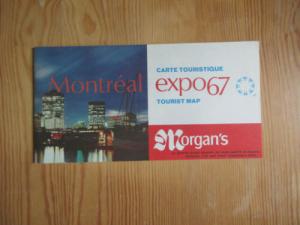 Montréal
CARTE TOURISTIQUE
expo67
TOURIST MAP
Morgan's